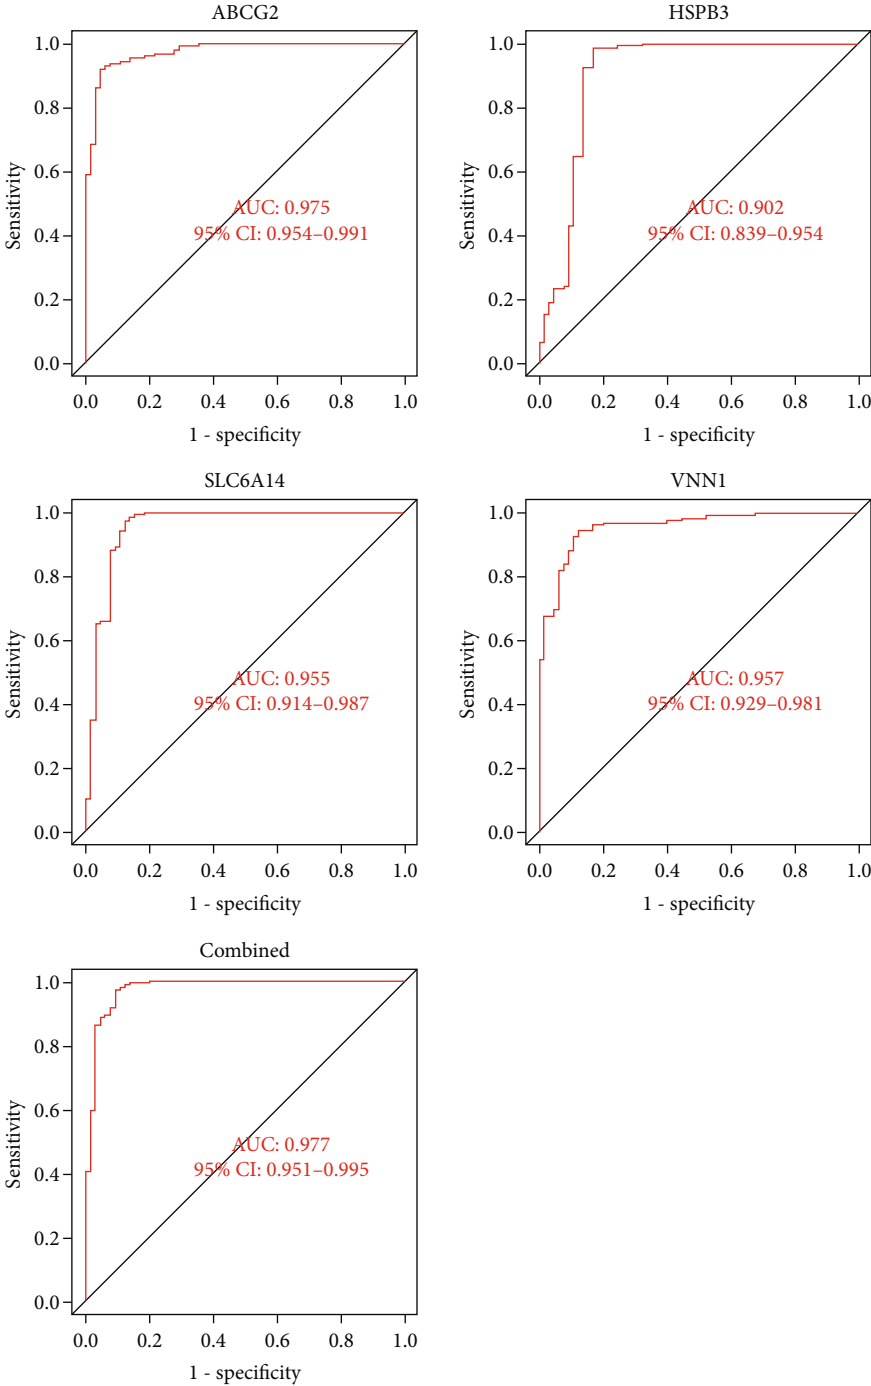 ABCG2
Sensitivity
1.0
0.8
0.6
0.4
0.2
0.0
AUC: 0.975
95% CI: 0.954–0.991
0.0 0.2 0.4 0.6 0.8 1.0
1 - specificity
HSPB3
Sensitivity
1.0
0.8
0.6
0.4
0.2
0.0
AUC: 0.902
95% CI: 0.839–0.954
0.0 0.2 0.4 0.6 0.8 1.0
1 - specificity
SLC6A14
Sensitivity
1.0
0.8
0.6
0.4
0.2
0.0
AUC: 0.955
95% CI: 0.914–0.987
0.0 0.2 0.4 0.6 0.8 1.0
1 - specificity
VNN1
Sensitivity
1.0
0.8
0.6
0.4
0.2
0.0
AUC: 0.957
95% CI: 0.929–0.981
0.0 0.2 0.4 0.6 0.8 1.0
1 - specificity
Combined
Sensitivity
1.0
0.8
0.6
0.4
0.2
0.0
AUC: 0.977
95% CI: 0.951–0.995
0.0 0.2 0.4 0.6 0.8 1.0
1 - specificity